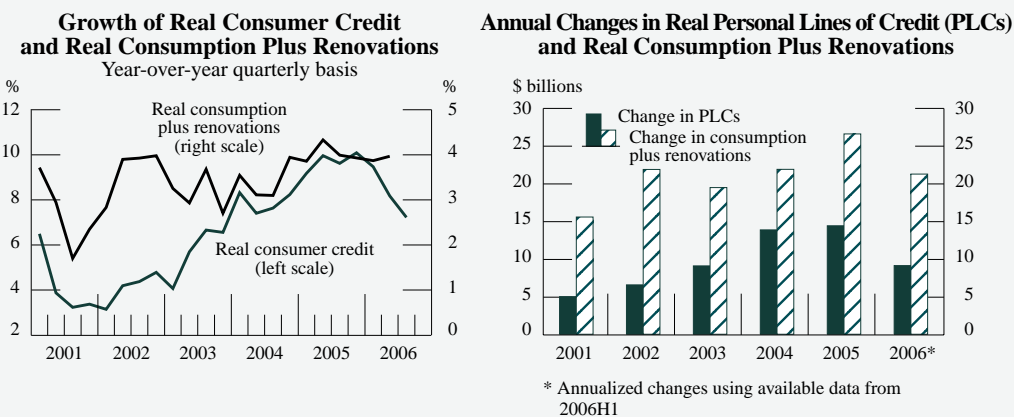 Growth of Real Consumer Credit
and Real Consumption Plus Renovations
Year-over-year quarterly basis
%
%
12
10
8
6
4
2
5
4
3
2
1
0
Real consumption
plus renovations
(right scale)
Real consumer credit
(left scale)
2001 2002 2003 2004 2005 2006
Annual Changes in Real Personal Lines of Credit (PLCs)
and Real Consumption Plus Renovations
$ billions
30
25
20
15
10
5
0
30
25
20
15
10
5
0
Change in PLCs
Change in consumption
plus renovations
2001 2002 2003 2004 2005 2006*
* Annualized changes using available data from
2006H1